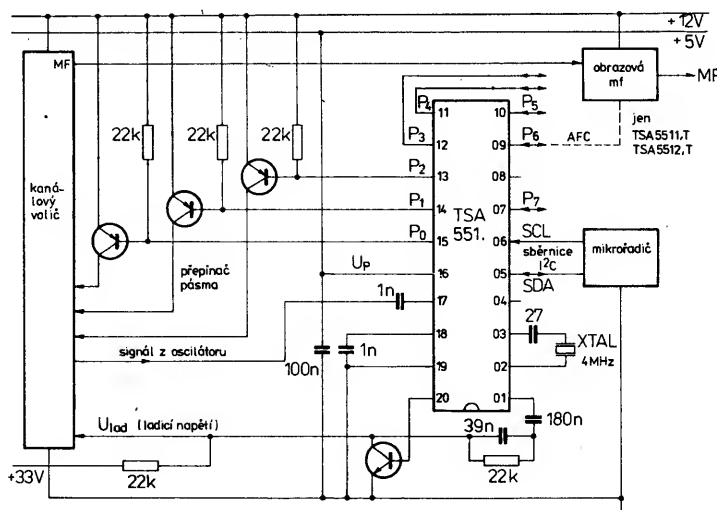 +12V
+5V
MF
obrazová
mf
MF
P4
11
10
P5
jen
TSA5511,T
TSA5512,T
22k
22k
22k
P3
12
09
P6
AFC
P2
13
08
kaná-
lový
volič
P1
14
TSA
551.
07
P7
P0
15
06
SCL
sběrnice
I²C
mikrořadič
přepínač
pásma
UP
16
05
SDA
1n
17
04
signál z oscilátoru
18
03
27
XTAL
4MHz
100n
1n
19
02
20
01
Ulad (ladicí napětí)
39n
180n
+33V
22k
22k